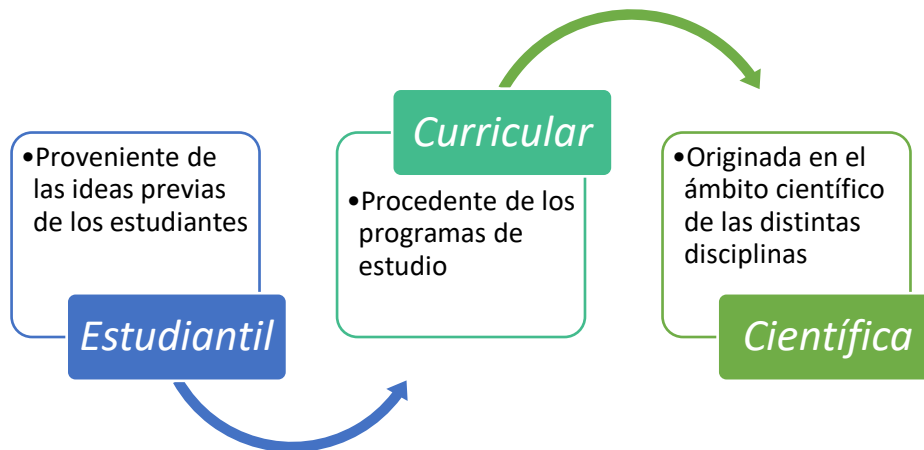 •Proveniente de
las ideas previas
de los estudiantes
Estudiantil
Curricular
•Procedente de los
programas de
estudio
•Originada en el
ámbito científico
de las distintas
disciplinas
Científica